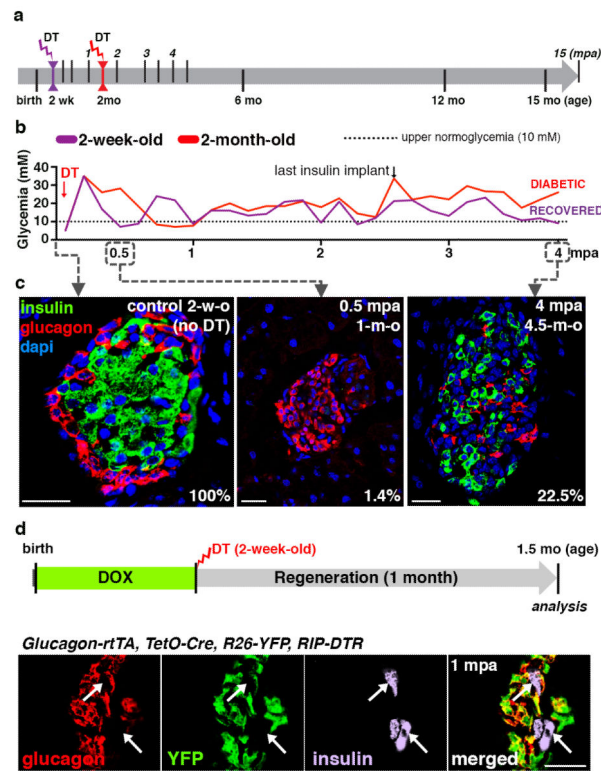 a
DT
DT
1 2 3 4
15 (mpa)
birth 2 wk 2mo 6 mo 12 mo 15 mo (age)
b
2-week-old 2-month-old upper normoglycemia (10 mM)
Glycemia (mM)
40
30
20
10
0
DT
last insulin implant
DIABETIC
RECOVERED
0.5 1 2 3 4 mpa
c
insulin
glucagon
dapi
control 2-w-o
(no DT)
100%
0.5 mpa
1-m-o
1.4%
4 mpa
4.5-m-o
22.5%
d
birth
DT (2-week-old)
1.5 mo (age)
DOX
Regeneration (1 month)
analysis
Glucagon-rtTA, TetO-Cre, R26-YFP, RIP-DTR
1 mpa
glucagon YFP insulin merged